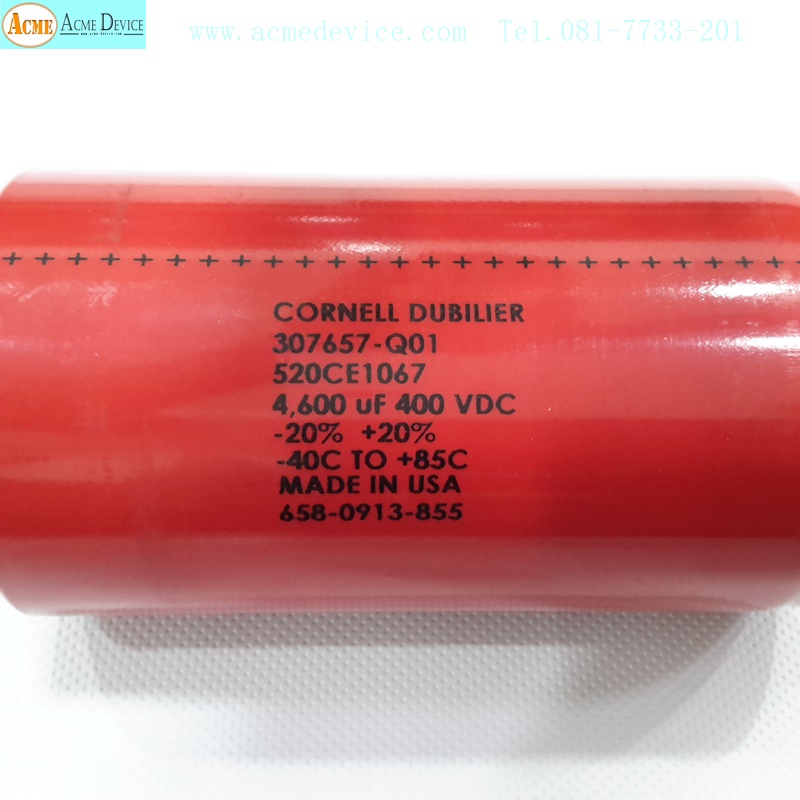 ACME ACME DEVICE www.acmedevice.com Tel.081-7733-201
+ + + + + + + + + + + + + + + + + + + + + + + + +
CORNELL DUBILIER
307657-Q01
520CE1067
4,600 uF 400 VDC
-20% +20%
-40C TO +85C
MADE IN USA
658-0913-855